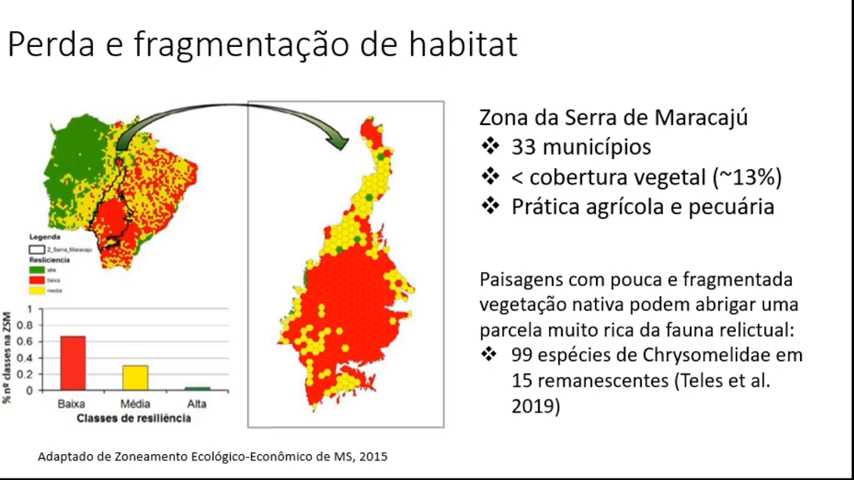 Perda e fragmentação de habitat
Zona da Serra de Maracajú
❖ 33 municípios
❖ < cobertura vegetal (~13%)
❖ Prática agrícola e pecuária
Paisagens com pouca e fragmentada
vegetação nativa podem abrigar uma
parcela muito rica da fauna relictual:
❖ 99 espécies de Chrysomelidae em
15 remanescentes (Teles et al.
2019)
Legenda
Z_Serra_Maracaju
Resiliencia
alta
baixa
media
% nº classes na ZSM
1
0.8
0.6
0.4
0.2
0
Baixa Média Alta
Classes de resiliência
Adaptado de Zoneamento Ecológico-Econômico de MS, 2015